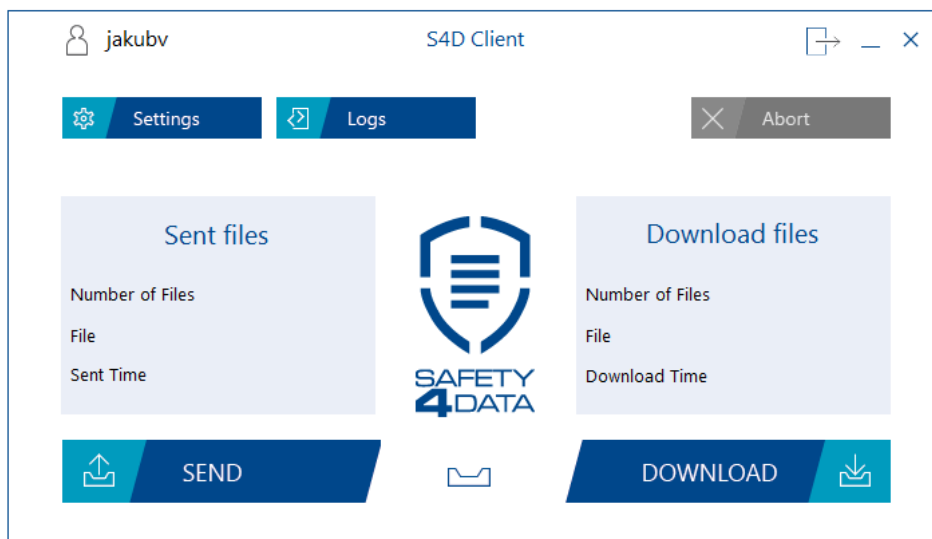 jakubv
S4D Client
Settings
Logs
Abort
Sent files
Number of Files
File
Sent Time
SAFETY
4DATA
Download files
Number of Files
File
Download Time
SEND
DOWNLOAD